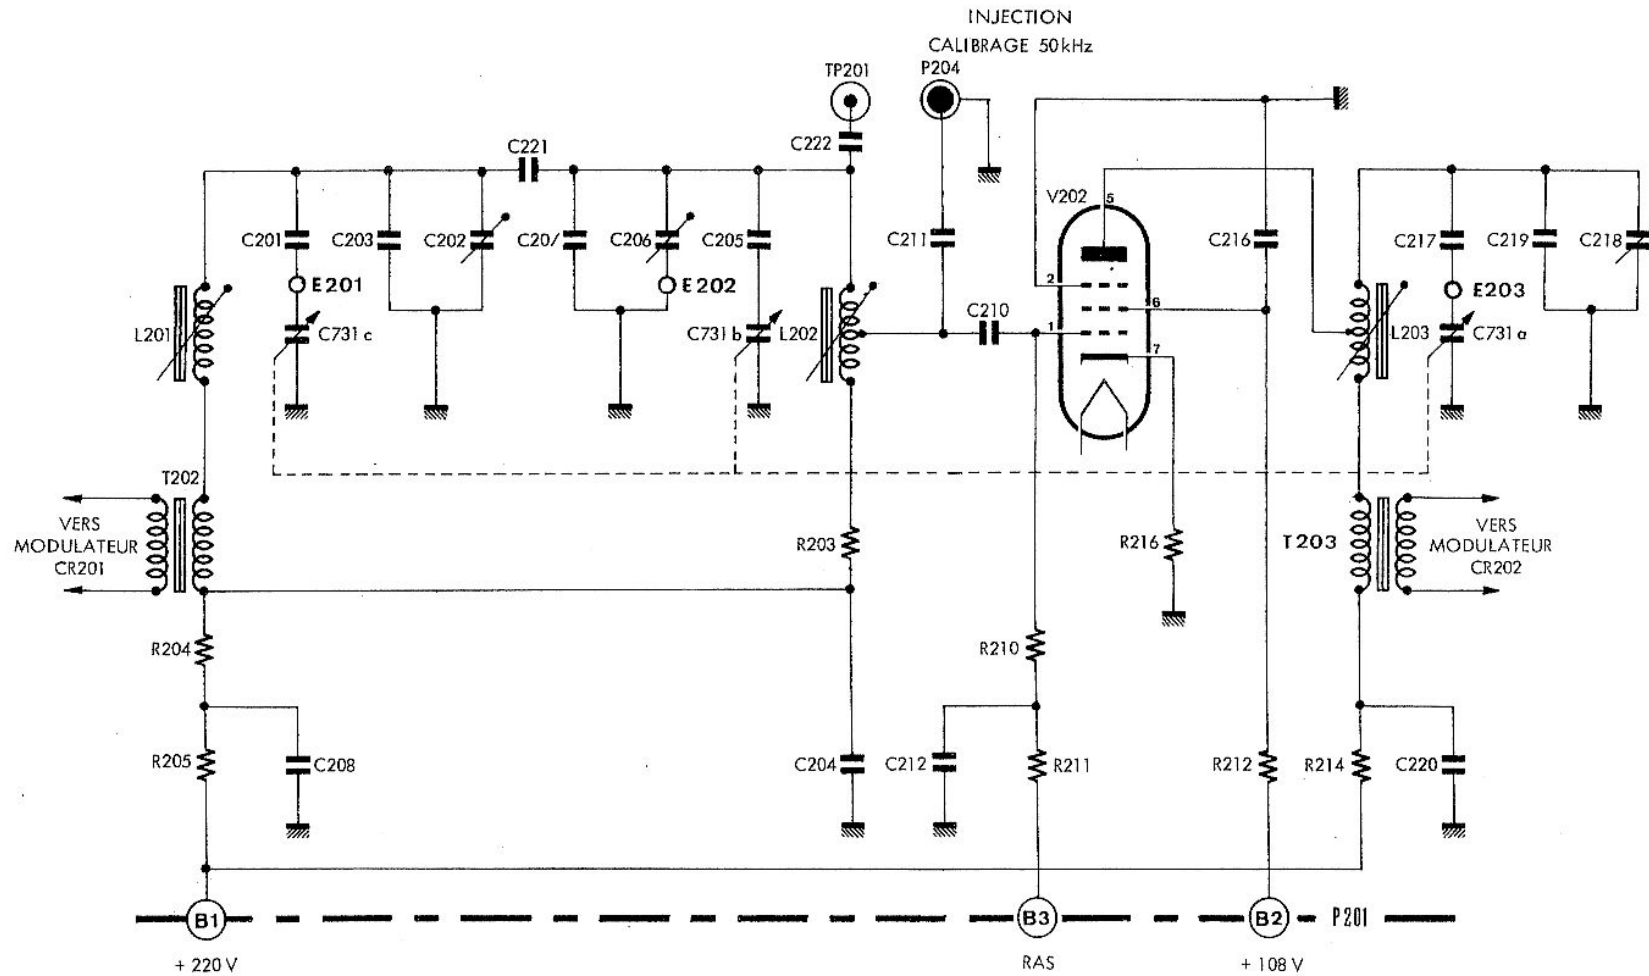 INJECTION
CALIBRAGE 50kHz
TP201 P204
C222
C221
V202 5
C201 C203 C202 C20/ C206 C205 C211 C216 C217 C219 C218
E201 E202 2 6 E203
L201 C731 c C731 b L202 C210 1 7 L203 C731 a
T202
VERS
MODULATEUR
CR201
R203 R216 T203
VERS
MODULATEUR
CR202
R204 R210
R205 C208 C204 C212 R211 R212 R214 C220
B1 B3 B2 P201
+ 220 V RAS + 108 V